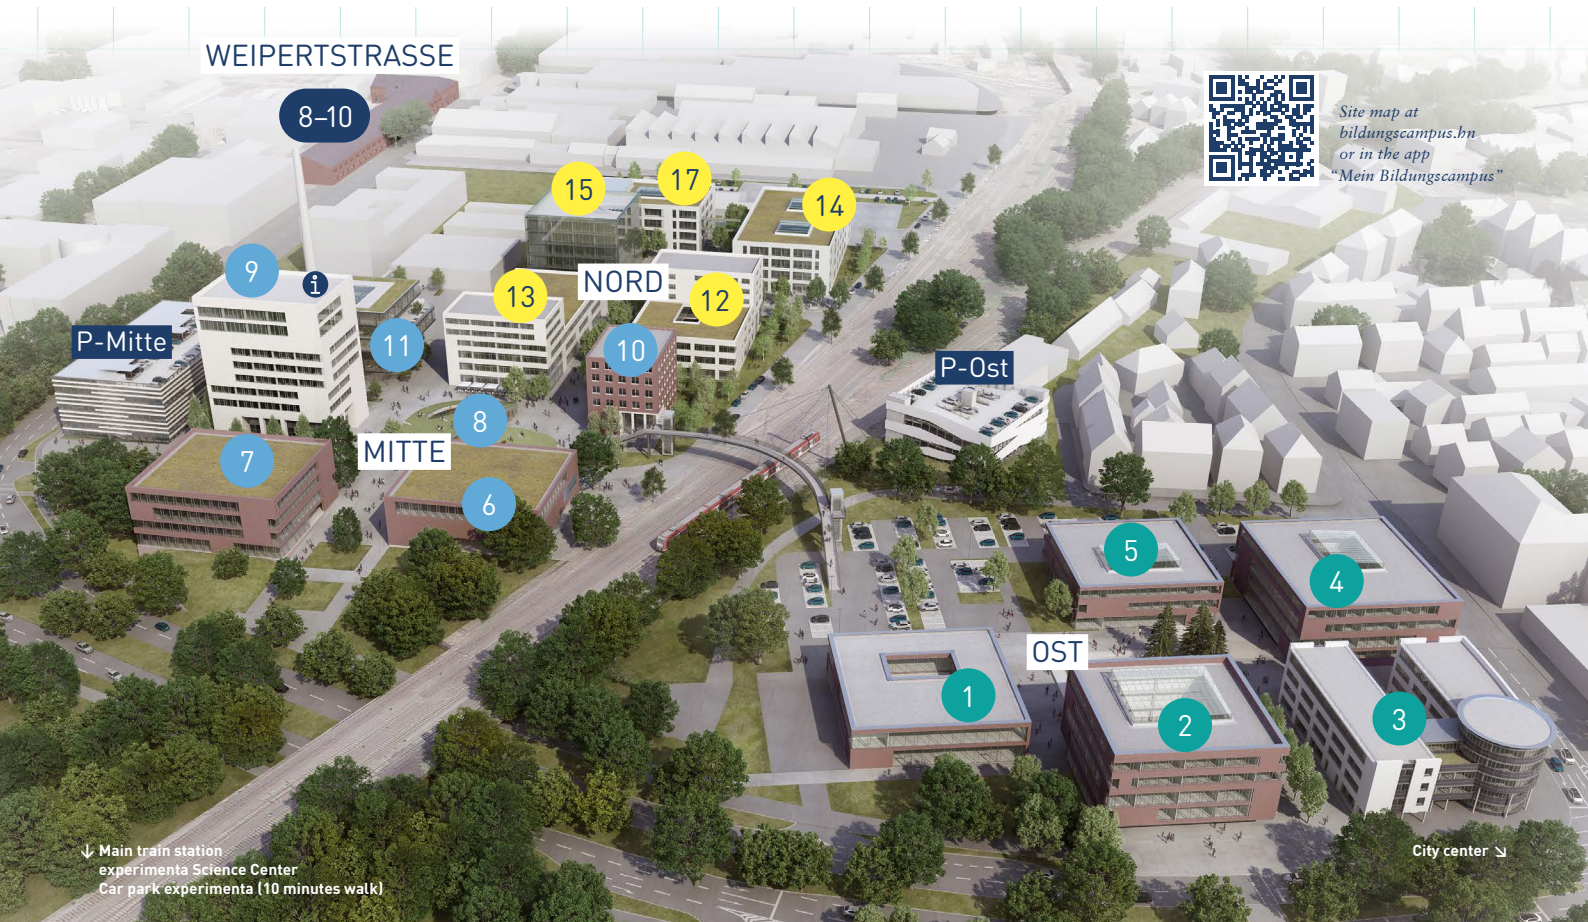 WEIPERTSTRASSE
8–10
Site map at
bildungscampus.hn
or in the app
“Mein Bildungscampus”
15
17
14
9
i
13
NORD
12
P-Mitte
11
10
P-Ost
8
7
MITTE
6
5
4
OST
1
2
3
↓ Main train station
experimenta Science Center
Car park experimenta (10 minutes walk)
City center ↘